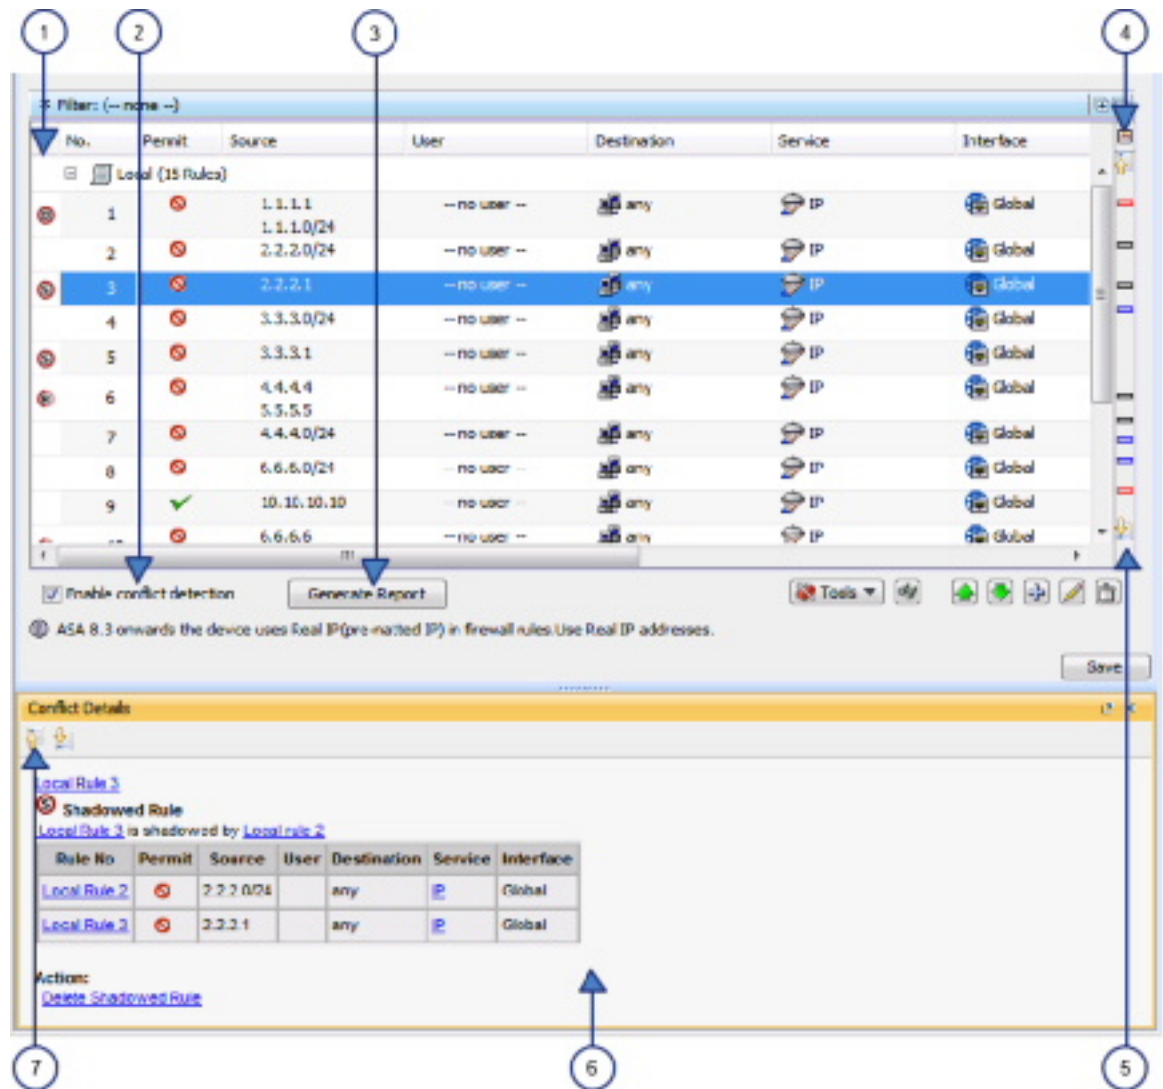 1 2 3 4
Filter: (-- none --)
No. Permit Source User Destination Service Interface
Local (15 Rules)
1 1.1.1.1 -- no user -- any IP Global
1.1.1.0/24
2 2.2.2.0/24 -- no user -- any IP Global
3 2.2.2.1 -- no user -- any IP Global
4 3.3.3.0/24 -- no user -- any IP Global
5 3.3.3.1 -- no user -- any IP Global
6 4.4.4.4 -- no user -- any IP Global
5.5.5.5
7 4.4.4.0/24 -- no user -- any IP Global
8 6.6.6.0/24 -- no user -- any IP Global
9 10.10.10.10 -- no user -- any IP Global
6.6.6.6 -- no user -- any IP Global
Enable conflict detection Generate Report Tools
ASA 8.3 onwards the device uses Real IP(pre-natted IP) in firewall rules.Use Real IP addresses.
Save
Conflict Details
Local Rule 3
Shadowed Rule
Local Rule 3 is shadowed by Local rule 2
Rule No Permit Source User Destination Service Interface
Local Rule 2 2.2.2.0/24 any IP Global
Local Rule 3 2.2.2.1 any IP Global
Action:
Delete Shadowed Rule
7 6 5